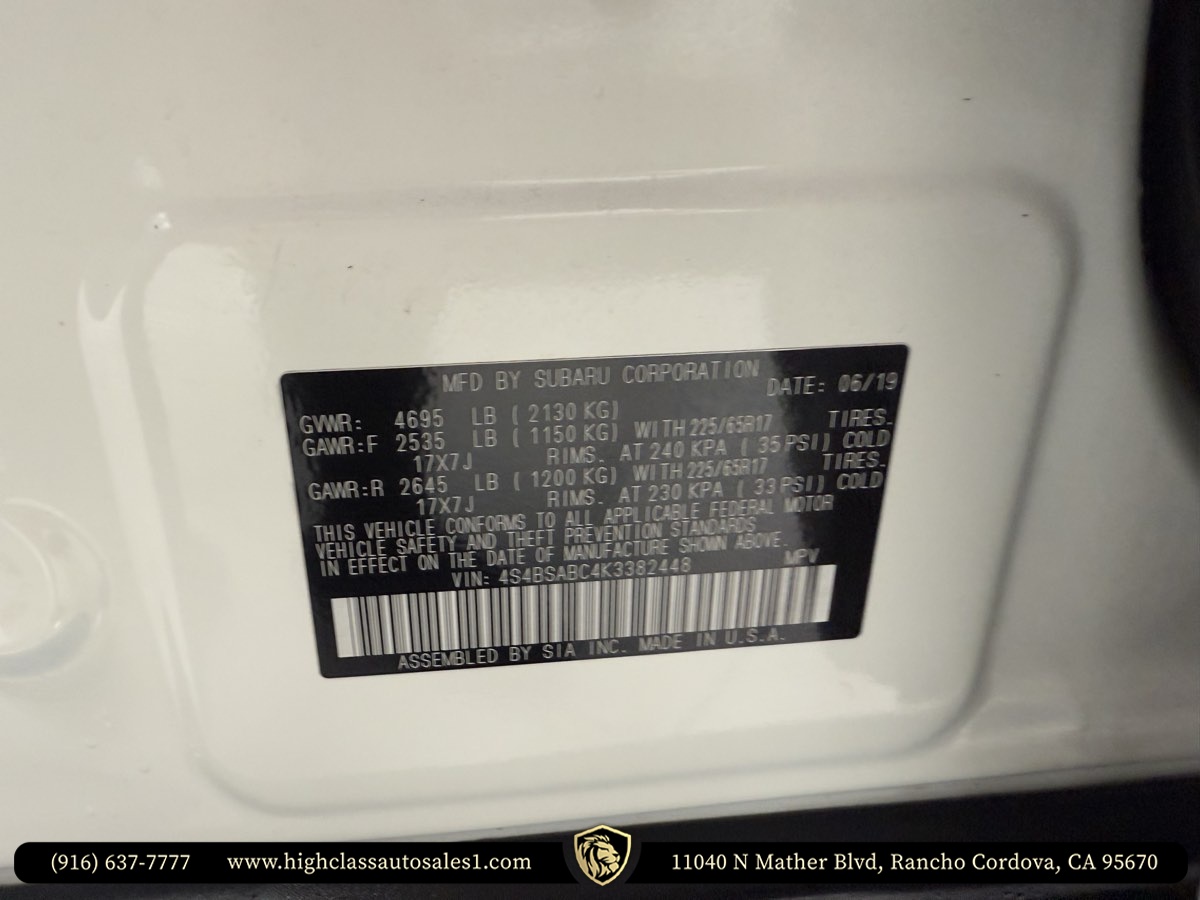 MFD BY SUBARU CORPORATION DATE: 06/19
GVWR: 4695 LB ( 2130 KG)
GAWR:F 2535 LB ( 1150 KG) WITH 225/65R17 TIRES.
17X7J RIMS. AT 240 KPA ( 35 PSI) COLD
GAWR:R 2645 LB ( 1200 KG) WITH 225/65R17 TIRES.
17X7J RIMS. AT 230 KPA ( 33 PSI) COLD
THIS VEHICLE CONFORMS TO ALL APPLICABLE FEDERAL MOTOR
VEHICLE SAFETY AND THEFT PREVENTION STANDARDS
IN EFFECT ON THE DATE OF MANUFACTURE SHOWN ABOVE.
VIN: 4S4BSABC4K3382448 MPV
ASSEMBLED BY SIA INC. MADE IN U.S.A.
(916) 637-7777 www.highclassautosales1.com 11040 N Mather Blvd, Rancho Cordova, CA 95670